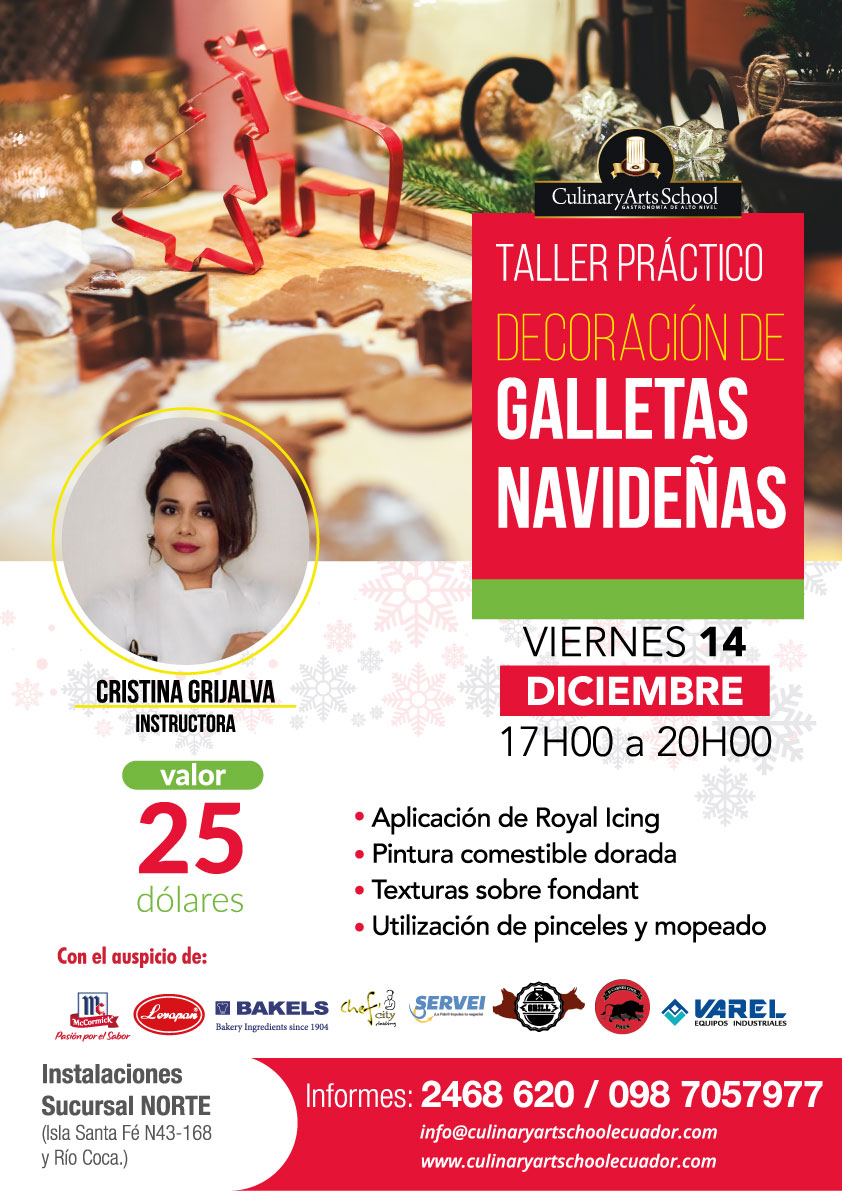 CulinaryArtsSchool
GASTRONOMÍA DE ALTO NIVEL
TALLER PRÁCTICO
DECORACIÓN DE
GALLETAS
NAVIDEÑAS
VIERNES 14
DICIEMBRE
17H00 a 20H00
CRISTINA GRIJALVA
INSTRUCTORA
valor
25
dólares
• Aplicación de Royal Icing
• Pintura comestible dorada
• Texturas sobre fondant
• Utilización de pinceles y mopeado
Con el auspicio de:
McCormick
Pasión por el Sabor
Levapan
BAKELS
Bakery Ingredients since 1904
Chef' city
SERVEI
GRILL
VAREL
EQUIPOS INDUSTRIALES
Instalaciones
Sucursal NORTE
(Isla Santa Fé N43-168
y Río Coca.)
Informes: 2468 620 / 098 7057977
info@culinaryartschoolecuador.com
www.culinaryartschoolecuador.com